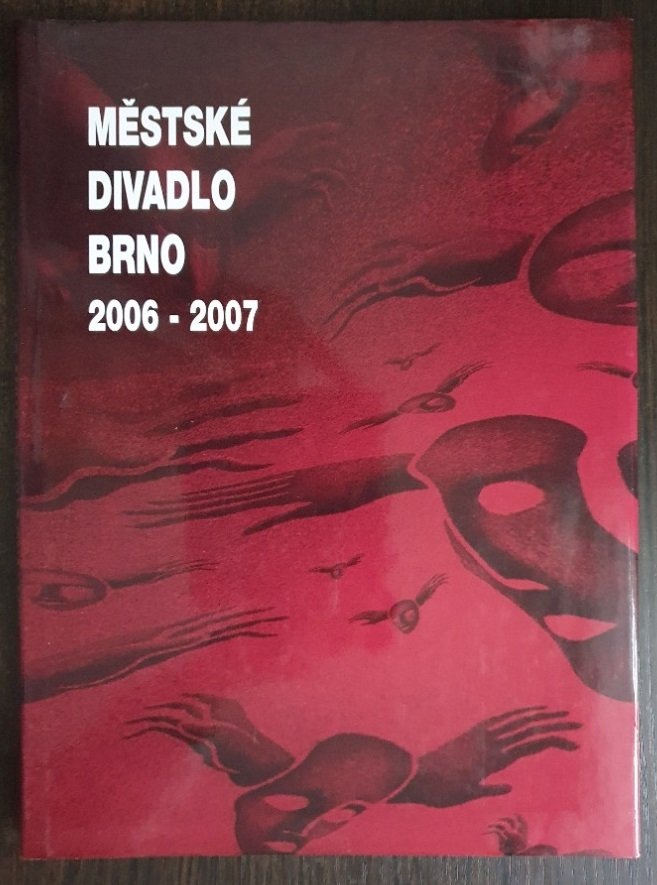 MĚSTSKÉ
DIVADLO
BRNO
2006 - 2007